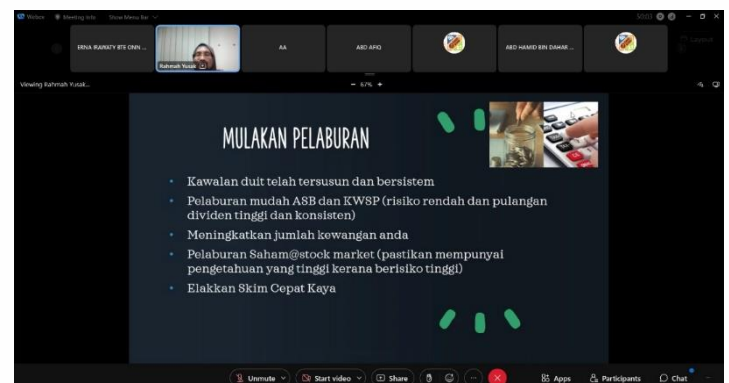 Webex Meeting Info Show Menu Bar
ERNA IRAWATY BTE ONN ...
Rahmah Yusak
AA
ABD AFIQ
ABD HAMID BIN DAHAR ...
Viewing Rahmah Yusak...
- 67% +
MULAKAN PELABURAN
• Kawalan duit telah tersusun dan bersistem
• Pelaburan mudah ASB dan KWSP (risiko rendah dan pulangan
dividen tinggi dan konsisten)
• Meningkatkan jumlah kewangan anda
• Pelaburan Saham@stock market (pastikan mempunyai
pengetahuan yang tinggi kerana berisiko tinggi)
• Elakkan Skim Cepat Kaya
Unmute
Start video
Share
Apps
Participants
Chat